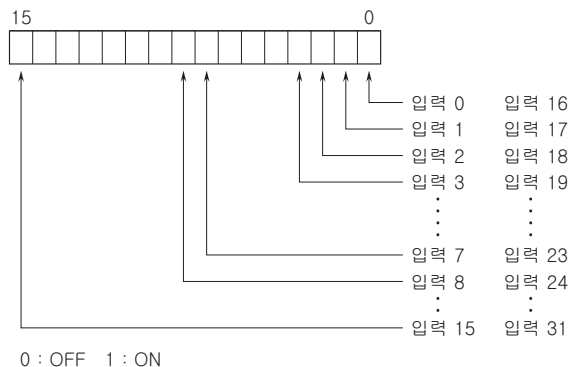 15 0
입력 0 입력 16
입력 1 입력 17
입력 2 입력 18
입력 3 입력 19
입력 7 입력 23
입력 8 입력 24
입력 15 입력 31
0 : OFF 1 : ON